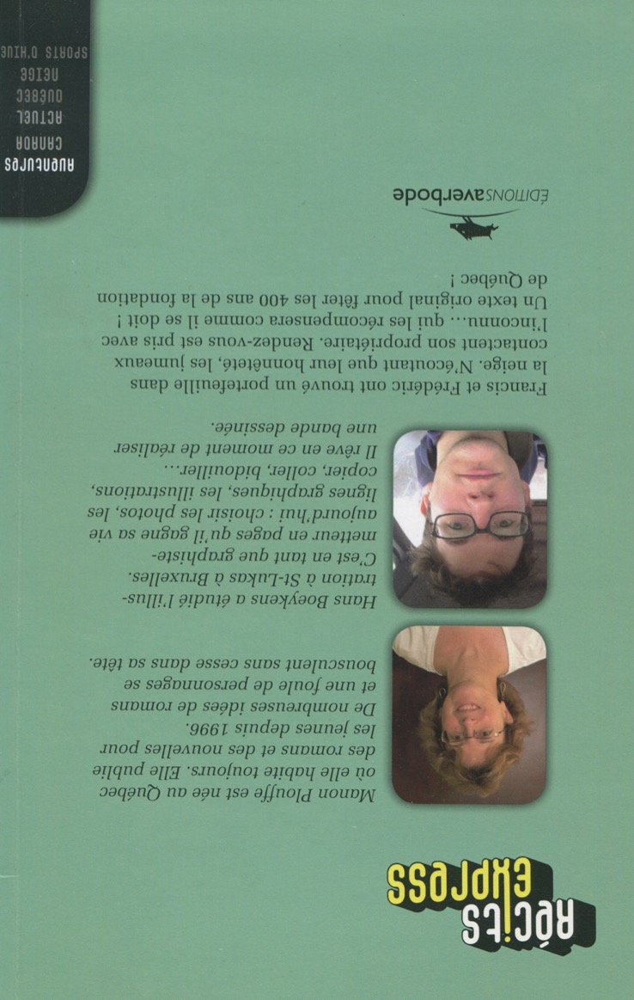 Récits
express
Manon Plouffe est née au Québec
où elle habite toujours. Elle publie
des romans et des nouvelles pour
les jeunes depuis 1996.
De nombreuses idées de romans
et une foule de personnages se
bousculent sans cesse dans sa tête.
Hans Boeykens a étudié l'illus-
tration à St-Lukas à Bruxelles.
C'est en tant que graphiste-
metteur en pages qu'il gagne sa vie
aujourd'hui : choisir les photos, les
lignes graphiques, les illustrations,
copier, coller, bidouiller...
Il rêve en ce moment de réaliser
une bande dessinée.
Francis et Frédéric ont trouvé un portefeuille dans
la neige. N'écoutant que leur honnêteté, les jumeaux
contactent son propriétaire. Rendez-vous est pris avec
l'inconnu... qui les récompensera comme il se doit !
Un texte original pour fêter les 400 ans de la fondation
de Québec !
ÉDITIONS averbode
Aventures
CANADA
ACTUEL
QUÉBEC
NEIGE
SPORTS D'HIVE